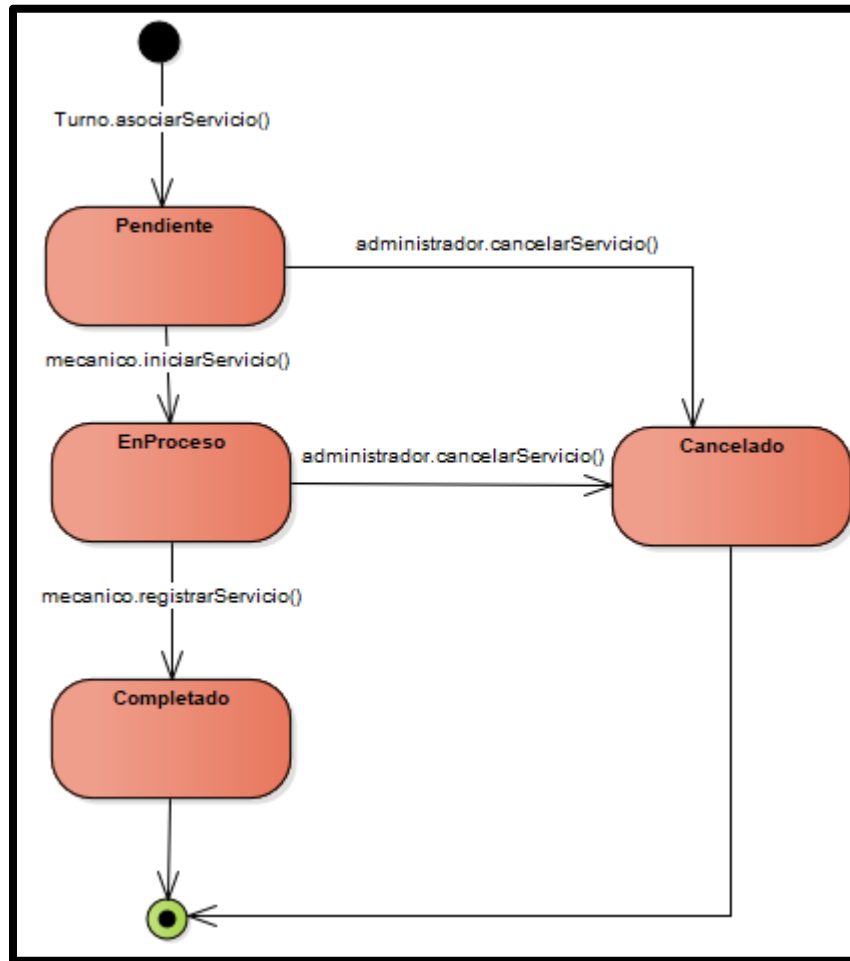 Turno.asociarServicio()
Pendiente
administrador.cancelarServicio()
mecanico.iniciarServicio()
EnProceso
administrador.cancelarServicio()
Cancelado
mecanico.registrarServicio()
Completado